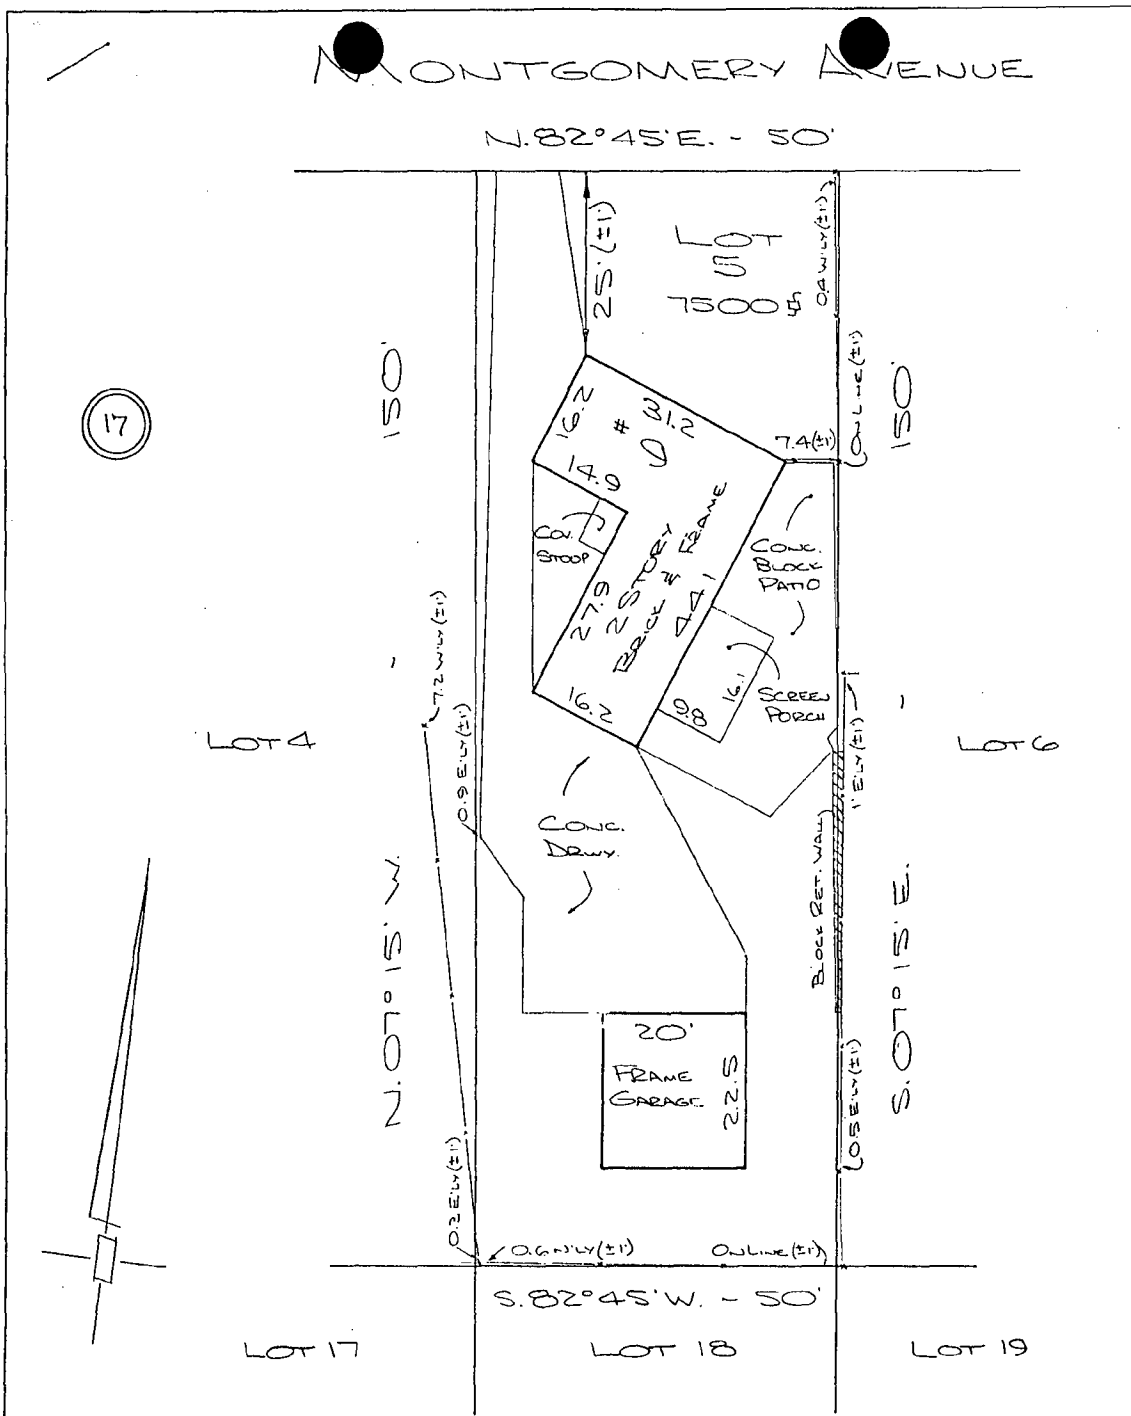 MONTGOMERY AVENUE
N.82°45'E. - 50'
25'(±1')
LOT
5
7500
0.4 W'LY(±1')
150'
17
150'
ON LINE(±1')
16.2
31.2
#
14.9
7.4(±1')
COV.
STOOP
27.9
2 STORY
BRICK & FRAME
44.1
CONC.
BLOCK
PATIO
16.2
9.8
16.1
SCREEN
PORCH
7.2 W'LY(±1')
-
-
LOT 4
LOT 6
0.9 E'LY(±1')
1' E'LY(±1')
CONC.
DRWY.
BLOCK RET. WALL
N.07°15'W.
S.07°15'E.
20'
FRAME
GARAGE
22.5
0.5 E'LY(±1')
0.2 E'LY(±1')
0.6 N'LY(±1')
ON LINE(±1')
S.82°45'W. - 50'
LOT 17
LOT 18
LOT 19